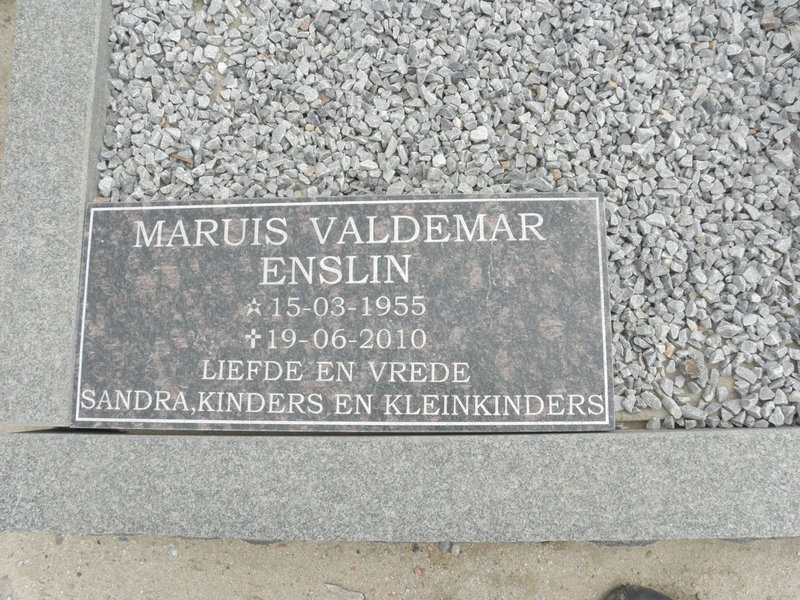 MARUIS VALDEMAR
ENSLIN
☆ 15-03-1955
✝ 19-06-2010
LIEFDE EN VREDE
SANDRA, KINDERS EN KLEINKINDERS